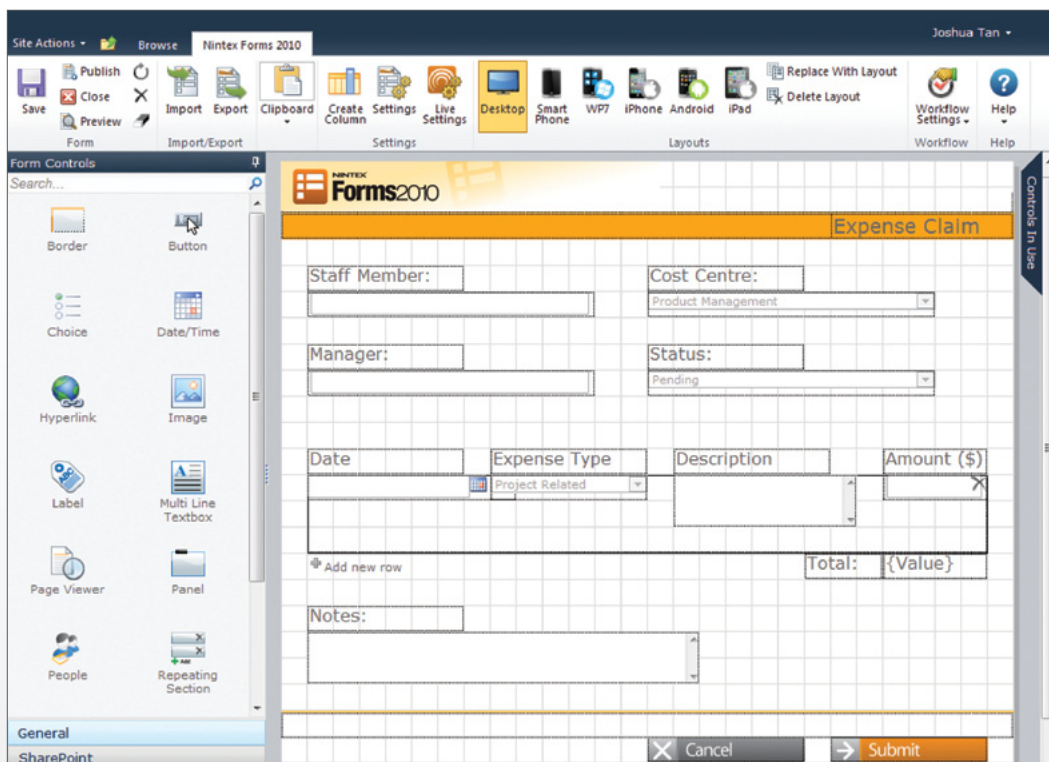 Joshua Tan
Site Actions Browse Nintex Forms 2010
Save Publish Close Preview
Import Export Clipboard
Create Column Settings Live Settings
Desktop Smart Phone WP7 iPhone Android iPad
Replace With Layout
Delete Layout
Workflow Settings Help
Form Import/Export Settings Layouts Workflow Help
Form Controls
Search...
Border Button
Choice Date/Time
Hyperlink Image
Label Multi Line Textbox
Page Viewer Panel
People Repeating Section
General
SharePoint
NINTEX
Forms2010
Expense Claim
Staff Member: Cost Centre:
Product Management
Manager: Status:
Pending
Date Expense Type Description Amount ($)
Project Related
Add new row Total: {Value}
Notes:
Cancel Submit
Controls In Use